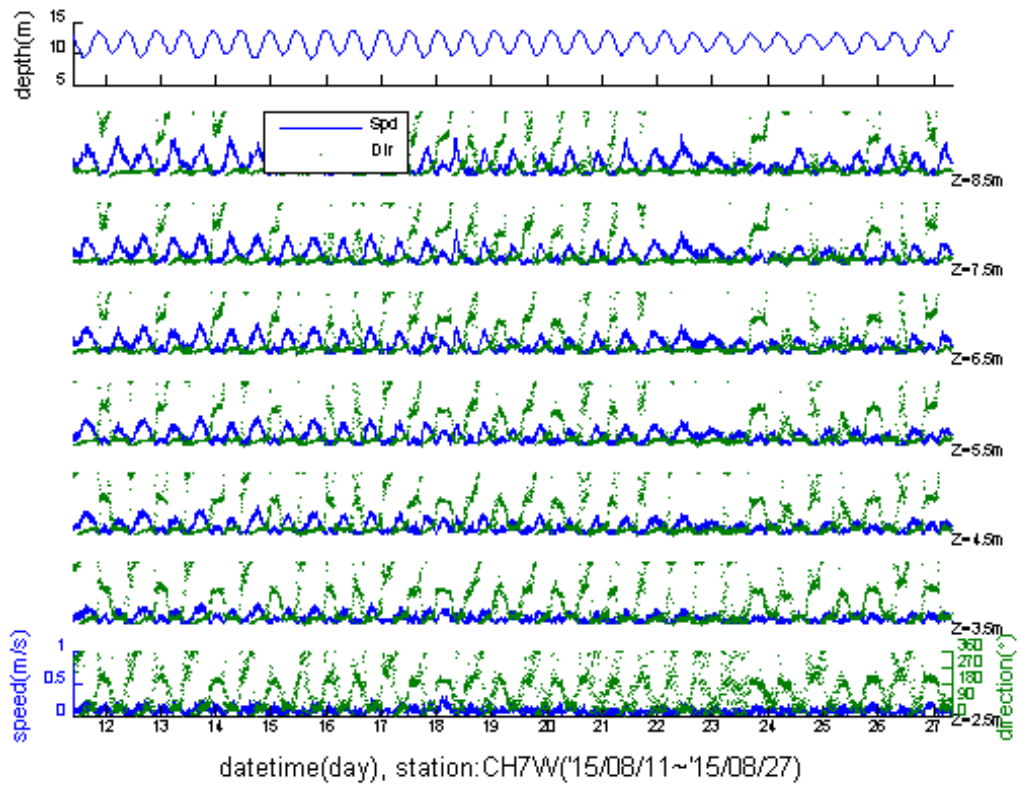 depth(m)
15
10
5
Spd
Dir
Z=8.5m
Z=7.5m
Z=6.5m
Z=5.5m
Z=4.5m
Z=3.5m
speed(m/s)
1
0.5
0
360
270
180
90
0
direction(°)
Z=2.5m
12 13 14 15 16 17 18 19 20 21 22 23 24 25 26 27
datetime(day), station:CH7W('15/08/11~'15/08/27)